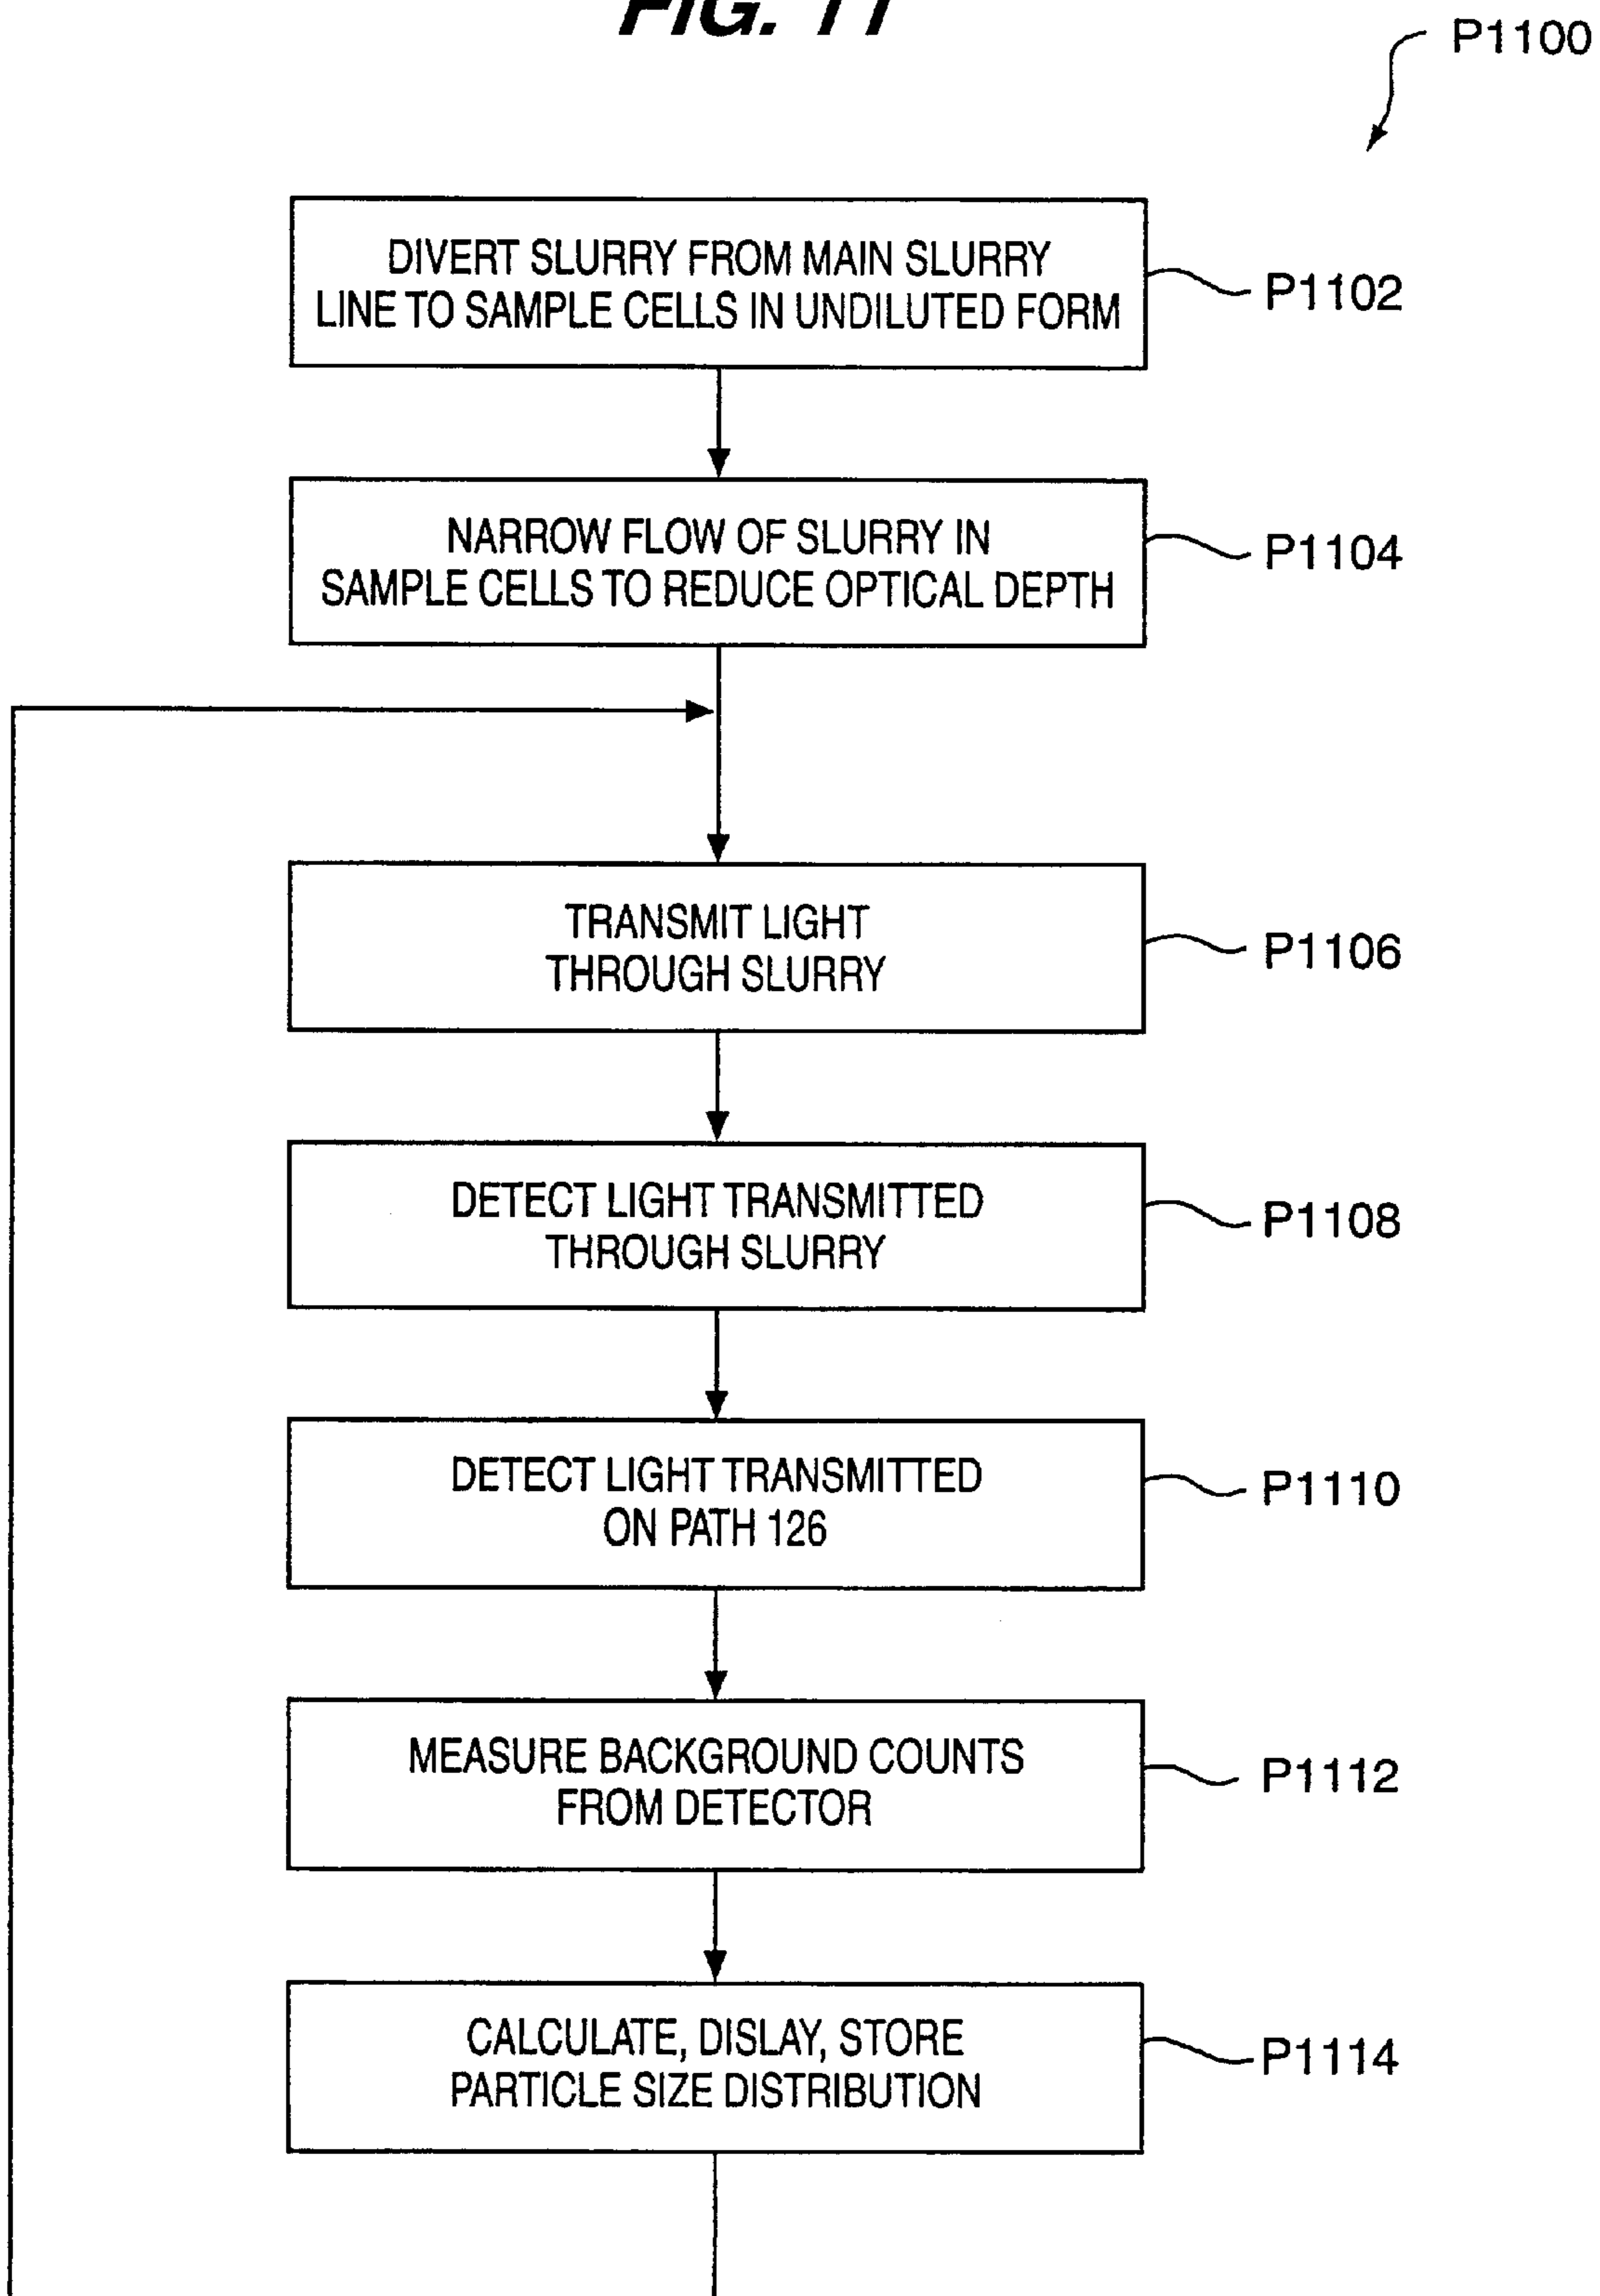 FIG. 11
P1100
DIVERT SLURRY FROM MAIN SLURRY
LINE TO SAMPLE CELLS IN UNDILUTED FORM
P1102
NARROW FLOW OF SLURRY IN
SAMPLE CELLS TO REDUCE OPTICAL DEPTH
P1104
TRANSMIT LIGHT
THROUGH SLURRY
P1106
DETECT LIGHT TRANSMITTED
THROUGH SLURRY
P1108
DETECT LIGHT TRANSMITTED
ON PATH 126
P1110
MEASURE BACKGROUND COUNTS
FROM DETECTOR
P1112
CALCULATE, DISLAY, STORE
PARTICLE SIZE DISTRIBUTION
P1114